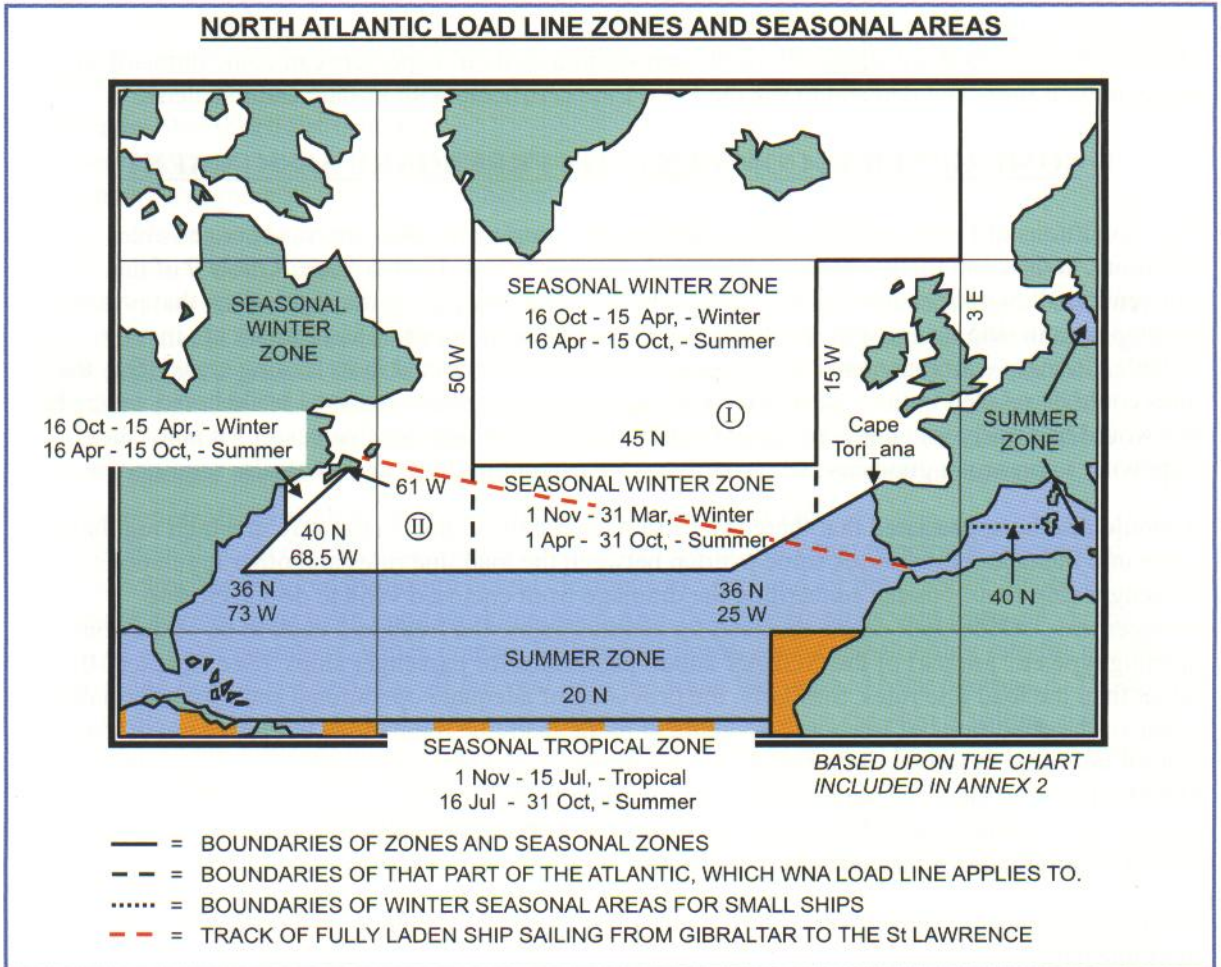 NORTH ATLANTIC LOAD LINE ZONES AND SEASONAL AREAS
SEASONAL
WINTER
ZONE
SEASONAL WINTER ZONE
16 Oct - 15 Apr, - Winter
16 Apr - 15 Oct, - Summer
50 W
15 W
3 E
I
45 N
16 Oct - 15 Apr, - Winter
16 Apr - 15 Oct, - Summer
Cape
Tori ana
SUMMER
ZONE
61 W
SEASONAL WINTER ZONE
1 Nov - 31 Mar, - Winter
1 Apr - 31 Oct, - Summer
II
40 N
68.5 W
36 N
73 W
36 N
25 W
40 N
SUMMER ZONE
20 N
SEASONAL TROPICAL ZONE
1 Nov - 15 Jul, - Tropical
16 Jul - 31 Oct, - Summer
BASED UPON THE CHART
INCLUDED IN ANNEX 2
= BOUNDARIES OF ZONES AND SEASONAL ZONES
= BOUNDARIES OF THAT PART OF THE ATLANTIC, WHICH WNA LOAD LINE APPLIES TO.
= BOUNDARIES OF WINTER SEASONAL AREAS FOR SMALL SHIPS
= TRACK OF FULLY LADEN SHIP SAILING FROM GIBRALTAR TO THE St LAWRENCE